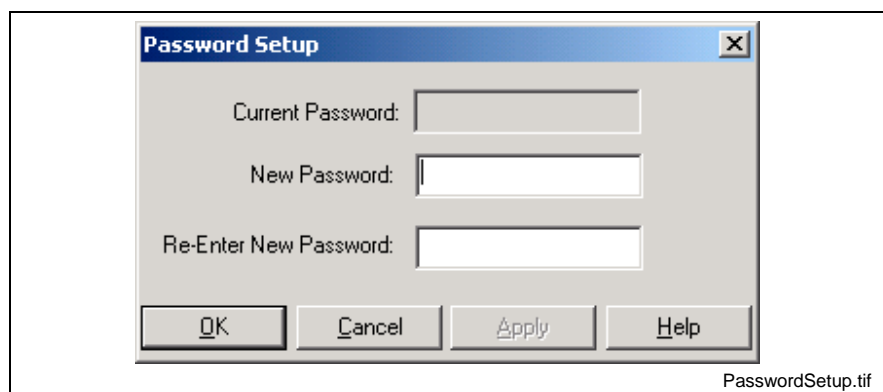 Password Setup
Current Password:
New Password:
Re-Enter New Password:
OK Cancel Apply Help
PasswordSetup.tif